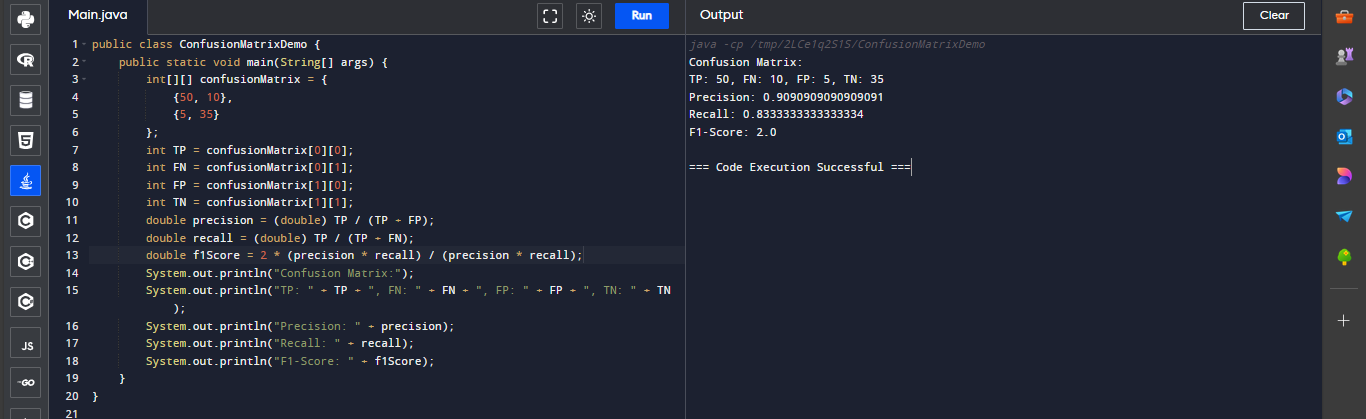 Main.java
Run
Output
Clear
1 public class ConfusionMatrixDemo {
2 public static void main(String[] args) {
3 int[][] confusionMatrix = {
4 {50, 10},
5 {5, 35}
6 };
7 int TP = confusionMatrix[0][0];
8 int FN = confusionMatrix[0][1];
9 int FP = confusionMatrix[1][0];
10 int TN = confusionMatrix[1][1];
11 double precision = (double) TP / (TP + FP);
12 double recall = (double) TP / (TP + FN);
13 double f1Score = 2 * (precision * recall) / (precision * recall);
14 System.out.println("Confusion Matrix:");
15 System.out.println("TP: " + TP + ", FN: " + FN + ", FP: " + FP + ", TN: " + TN
);
16 System.out.println("Precision: " + precision);
17 System.out.println("Recall: " + recall);
18 System.out.println("F1-Score: " + f1Score);
19 }
20 }
21
java -cp /tmp/2LCe1q2S1S/ConfusionMatrixDemo
Confusion Matrix:
TP: 50, FN: 10, FP: 5, TN: 35
Precision: 0.9090909090909091
Recall: 0.8333333333333334
F1-Score: 2.0
=== Code Execution Successful ===
R
5
C
C
C
JS
GO